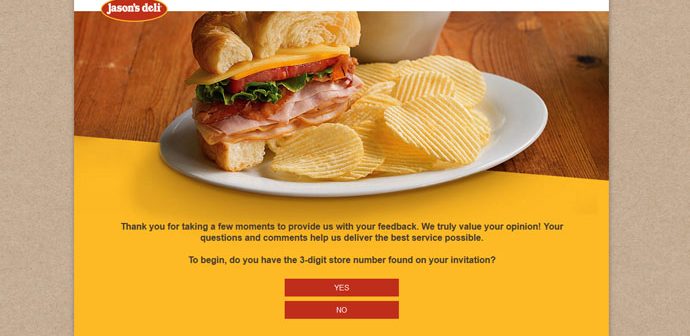 Jason's deli
Thank you for taking a few moments to provide us with your feedback. We truly value your opinion! Your
questions and comments help us deliver the best service possible.
To begin, do you have the 3-digit store number found on your invitation?
YES
NO